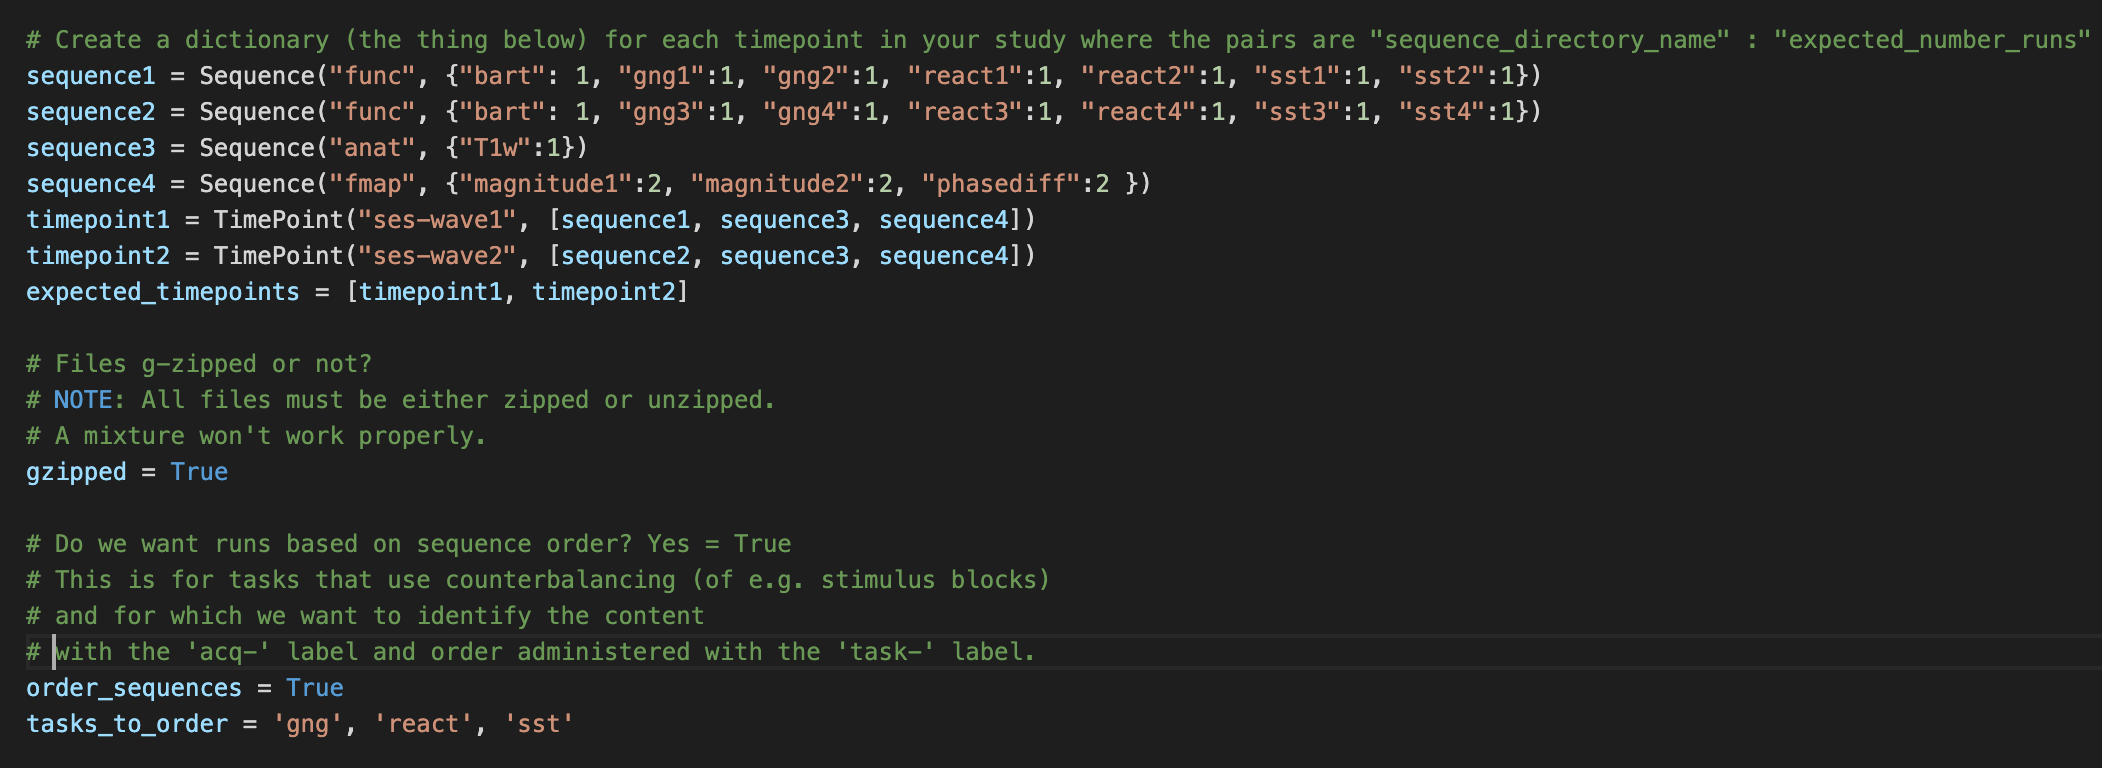 # Create a dictionary (the thing below) for each timepoint in your study where the pairs are "sequence_directory_name" : "expected_number_runs"
sequence1 = Sequence("func", {"bart": 1, "gng1":1, "gng2":1, "react1":1, "react2":1, "sst1":1, "sst2":1})
sequence2 = Sequence("func", {"bart": 1, "gng3":1, "gng4":1, "react3":1, "react4":1, "sst3":1, "sst4":1})
sequence3 = Sequence("anat", {"T1w":1})
sequence4 = Sequence("fmap", {"magnitude1":2, "magnitude2":2, "phasediff":2 })
timepoint1 = TimePoint("ses-wave1", [sequence1, sequence3, sequence4])
timepoint2 = TimePoint("ses-wave2", [sequence2, sequence3, sequence4])
expected_timepoints = [timepoint1, timepoint2]
# Files g-zipped or not?
# NOTE: All files must be either zipped or unzipped.
# A mixture won't work properly.
gzipped = True
# Do we want runs based on sequence order? Yes = True
# This is for tasks that use counterbalancing (of e.g. stimulus blocks)
# and for which we want to identify the content
# with the 'acq-' label and order administered with the 'task-' label.
order_sequences = True
tasks_to_order = 'gng', 'react', 'sst'